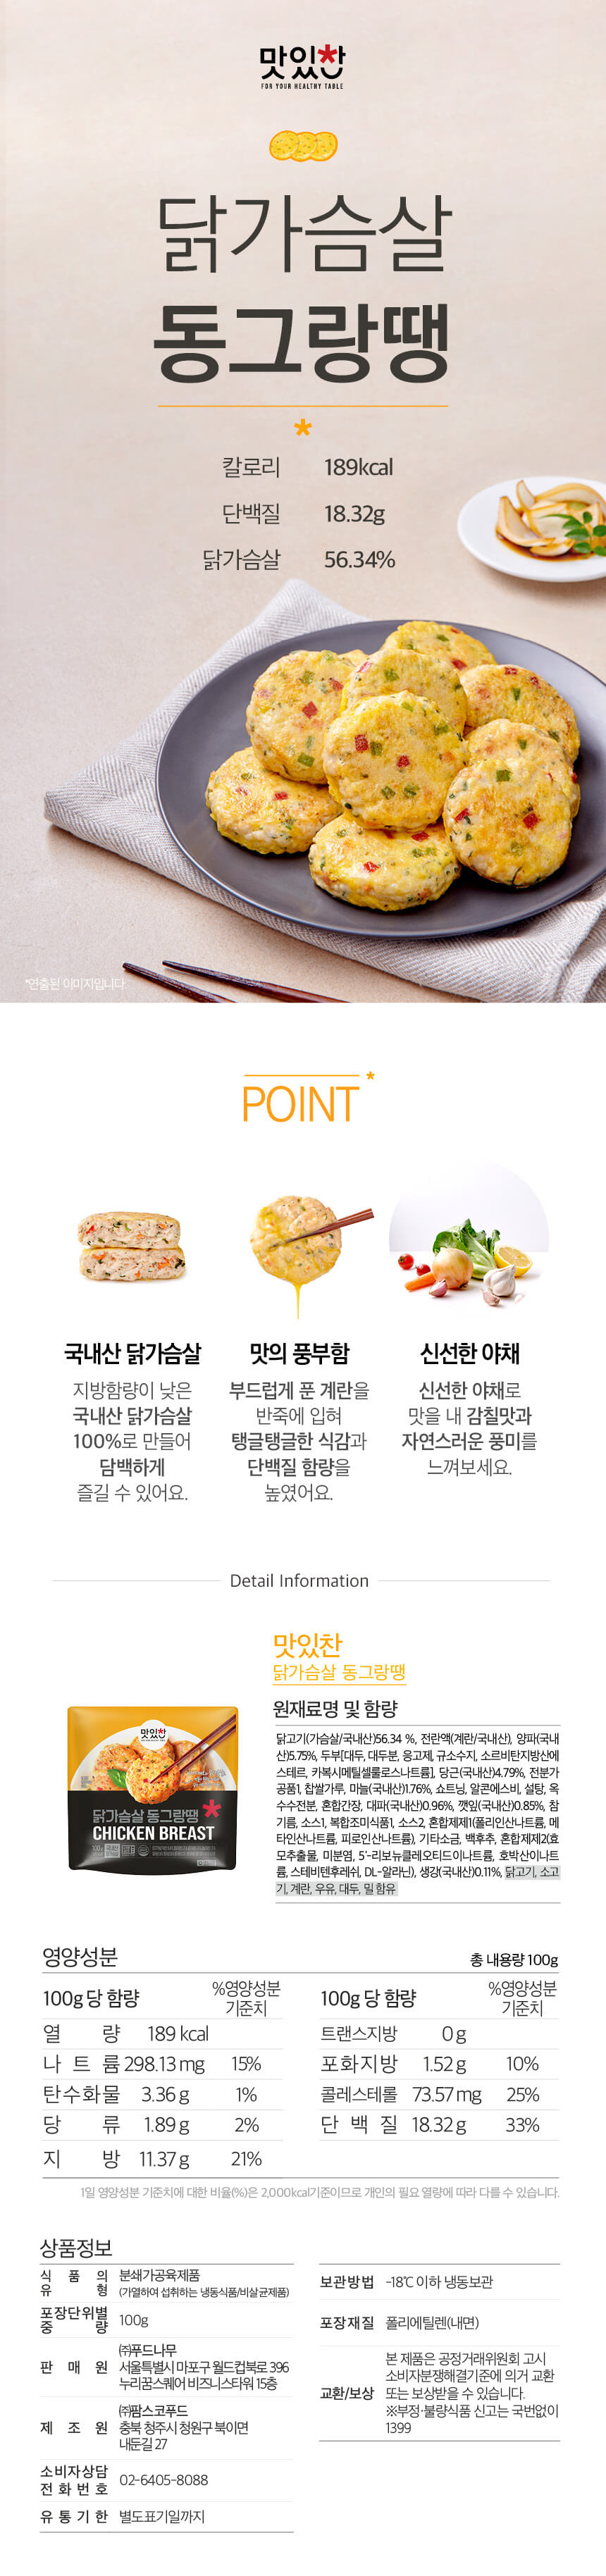 맛있찬
FOR YOUR HEALTHY TABLE
닭가슴살
동그랑땡
칼로리 189kcal
단백질 18.32g
닭가슴살 56.34%
*연출된 이미지입니다.
POINT
국내산 닭가슴살
지방함량이 낮은
국내산 닭가슴살
100%로 만들어
담백하게
즐길 수 있어요.
맛의 풍부함
부드럽게 푼 계란을
반죽에 입혀
탱글탱글한 식감과
단백질 함량을
높였어요.
신선한 야채
신선한 야채로
맛을 내 감칠맛과
자연스러운 풍미를
느껴보세요.
Detail Information
맛있찬
닭가슴살 동그랑땡
맛있찬
닭가슴살 동그랑땡
CHICKEN BREAST
원재료명 및 함량
닭고기(가슴살/국내산)56.34 %, 전란액(계란/국내산), 양파(국내
산)5.75%, 두부[대두, 대두분, 응고제, 규소수지, 소르비탄지방산에
스테르, 카복시메틸셀룰로스나트륨], 당근(국내산)4.79%, 전분가
공품1, 찹쌀가루, 마늘(국내산)1.76%, 쇼트닝, 알콘에스비, 설탕, 옥
수수전분, 혼합간장, 대파(국내산)0.96%, 깻잎(국내산)0.85%, 참
기름, 소스1, 복합조미식품1, 소스2, 혼합제제1(폴리인산나트륨, 메
타인산나트륨, 피로인산나트륨), 기타소금, 백후추, 혼합제제2(효
모추출물, 미분염, 5'-리보뉴클레오티드이나트륨, 호박산이나트
륨, 스테비텐후레쉬, DL-알라닌), 생강(국내산)0.11%, 닭고기, 소고
기, 계란, 우유, 대두, 밀 함유
영양성분 총 내용량 100g
100g 당 함량 %영양성분 기준치
열 량 189 kcal
나 트 륨 298.13 mg 15%
탄수화물 3.36 g 1%
당 류 1.89 g 2%
지 방 11.37 g 21%
100g 당 함량 %영양성분 기준치
트랜스지방 0 g
포화지방 1.52 g 10%
콜레스테롤 73.57 mg 25%
단 백 질 18.32 g 33%
1일 영양성분 기준치에 대한 비율(%)은 2,000kcal기준이므로 개인의 필요 열량에 따라 다를 수 있습니다.
상품정보
식 품 의 유 형 분쇄가공육제품
(가열하여 섭취하는 냉동식품/비살균제품)
포장단위별 중 량 100g
판 매 원 ㈜푸드나무
서울특별시 마포구 월드컵북로 396
누리꿈스퀘어 비즈니스타워 15층
제 조 원 ㈜팜스코푸드
충북 청주시 청원구 북이면
내둔길 27
소비자상담 전 화 번 호 02-6405-8088
유 통 기 한 별도표기일까지
보관방법 -18℃ 이하 냉동보관
포장재질 폴리에틸렌(내면)
교환/보상 본 제품은 공정거래위원회 고시
소비자분쟁해결기준에 의거 교환
또는 보상받을 수 있습니다.
※부정·불량식품 신고는 국번없이
1399